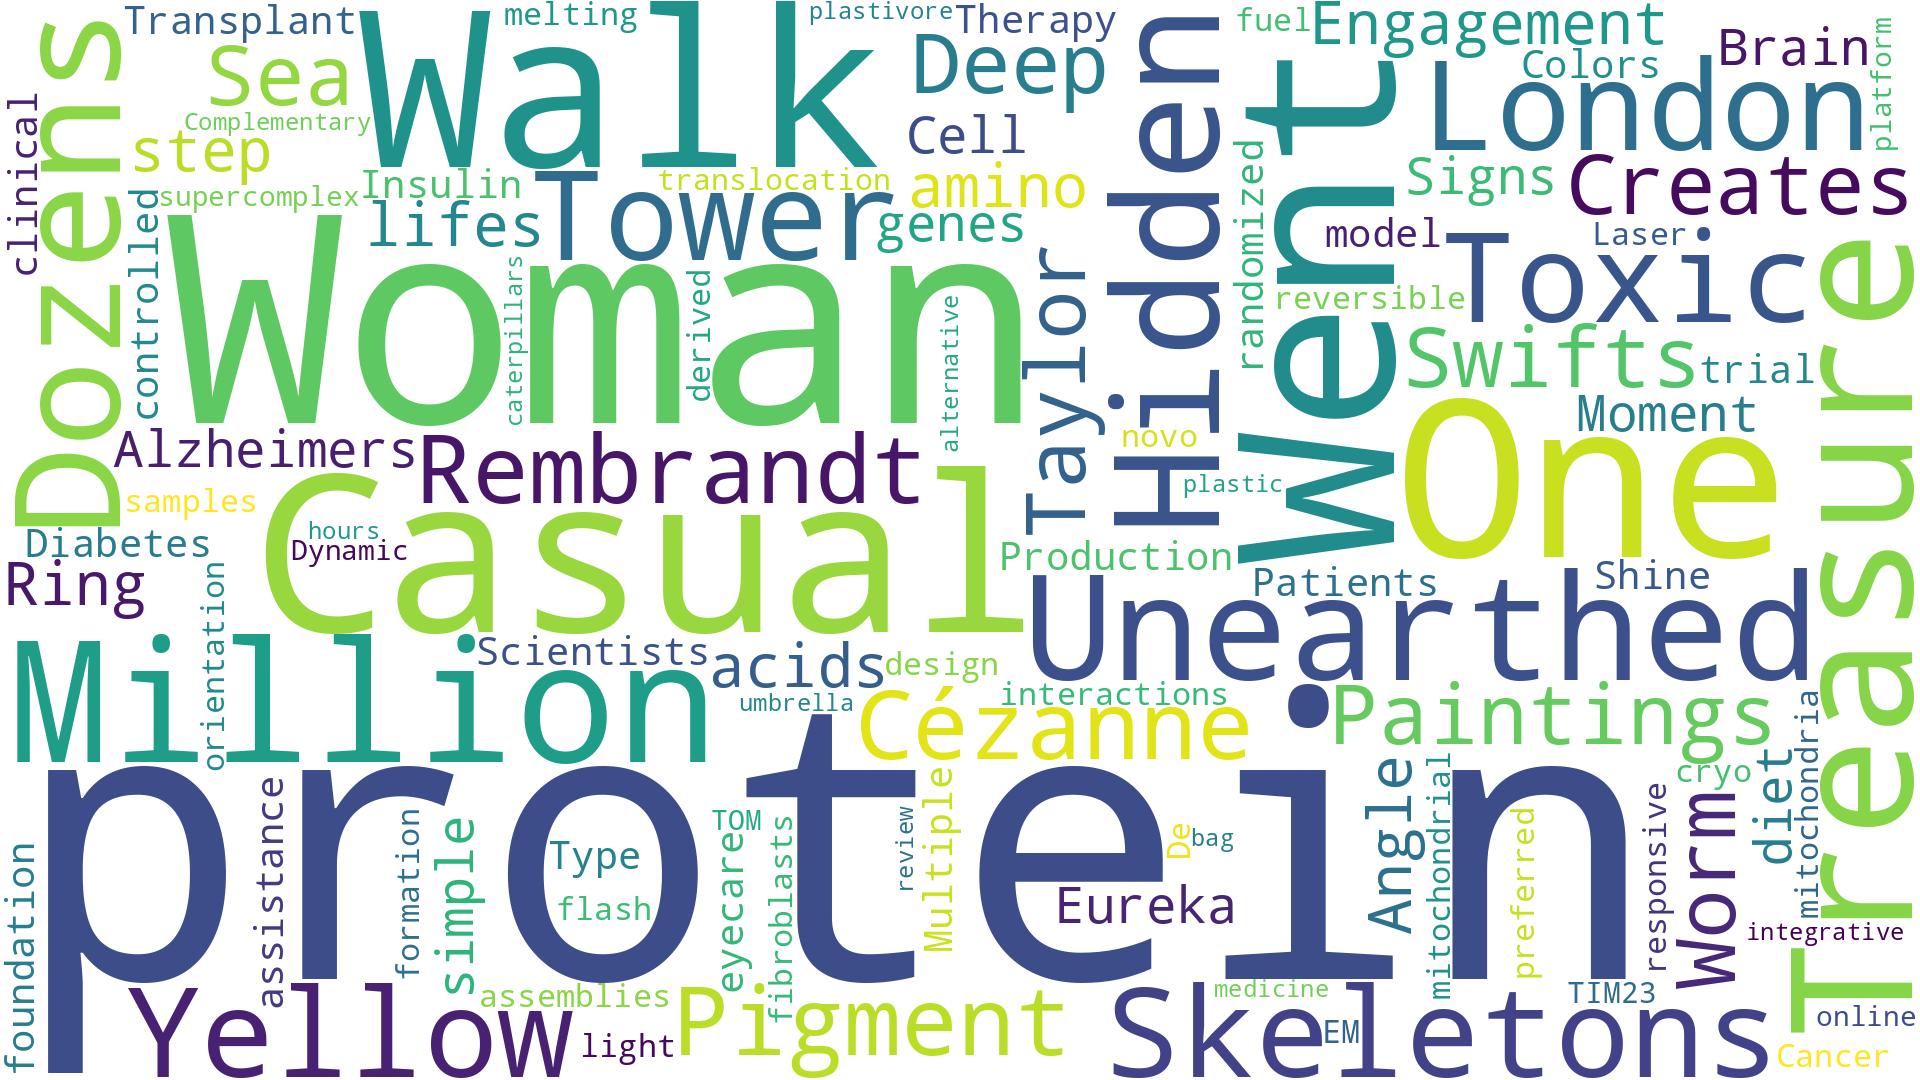 Transplant
melting
plastivore
Therapy
fuel
Engagement
Brain
platform
Sea
Walk
Deep
Hidden
Went
Colors
London
Dozens
clinical
Complementary
step
Cell
randomized
Signs
Creates
supercomplex
Insulin
translocation
amino
controlled
lifes
Tower
genes
model
Laser
Toxic
Woman
caterpillars
derived
alternative
Taylor
reversible
Treasure
Swifts
trial
Alzheimers
Rembrandt
novo
One
Moment
samples
Casual
plastic
hours
Dynamic
Diabetes
Production
Ring
orientation
Unearthed
Patients
Shine
Million
Scientists
acids
design
umbrella
interactions
Cézanne
Paintings
mitochondria
protein
cryo
diet
foundation
assistance
formation
simple
Type
flash
TOM
eyecare
fibroblasts
review
Multiple
De
bag
Eureka
Angle
mitochondrial
preferred
responsive
Worm
integrative
Yellow
assemblies
light
Pigment
medicine
Skeletons
EM
TIM23
online
Cancer